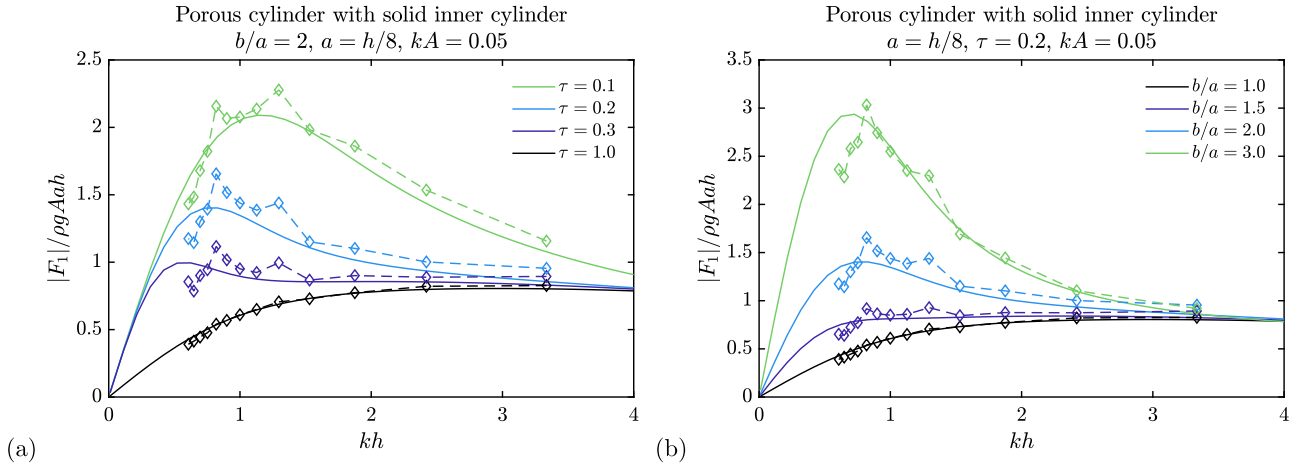 Porous cylinder with solid inner cylinder
b/a = 2, a = h/8, kA = 0.05
2.5
2
1.5
1
0.5
0
0
1
2
3
4
|F₁|/ρgAah
kh
τ = 0.1
τ = 0.2
τ = 0.3
τ = 1.0
(a)
Porous cylinder with solid inner cylinder
a = h/8, τ = 0.2, kA = 0.05
3.5
3
2.5
2
1.5
1
0.5
0
0
1
2
3
4
|F₁|/ρgAah
kh
b/a = 1.0
b/a = 1.5
b/a = 2.0
b/a = 3.0
(b)